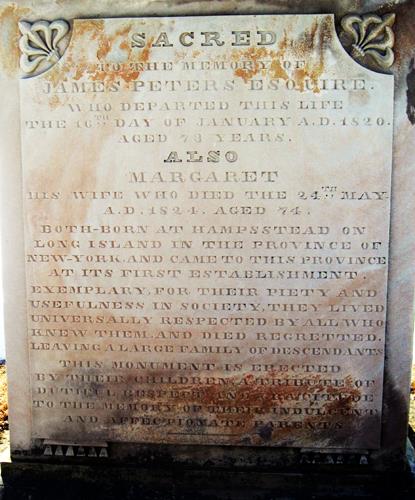 SACRED
TO THE MEMORY OF
JAMES PETERS ESQUIRE.
WHO DEPARTED THIS LIFE
THE 16TH DAY OF JANUARY A.D. 1820.
AGED 73 YEARS.
ALSO
MARGARET
HIS WIFE WHO DIED THE 24TH MAY
A.D. 1824. AGED 74.
BOTH BORN AT HAMPSSTEAD ON
LONG ISLAND IN THE PROVINCE OF
NEW-YORK, AND CAME TO THIS PROVINCE
AT ITS FIRST ESTABLISHMENT.
EXEMPLARY, FOR THEIR PIETY AND
USEFULNESS IN SOCIETY, THEY LIVED
UNIVERSALLY RESPECTED BY ALL WHO
KNEW THEM, AND DIED REGRETTED.
LEAVING A LARGE FAMILY OF DESCENDANTS
THIS MONUMENT IS ERECTED
BY THEIR CHILDREN, A TRIBUTE OF
DUTIFUL RESPECT AND GRATITUDE
TO THE MEMORY OF THEIR INDULGENT
AND AFFECTIONATE PARENTS